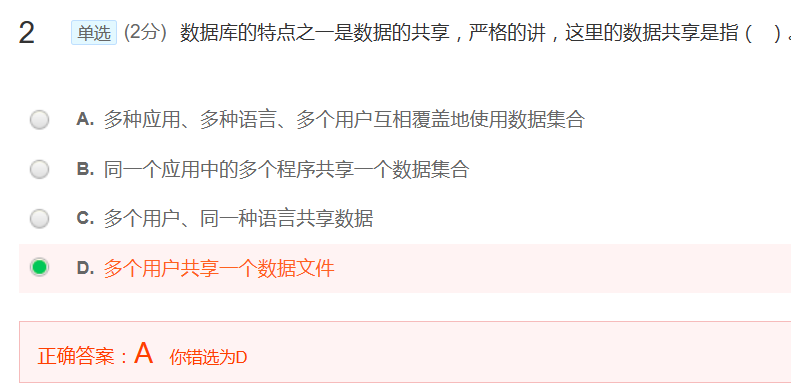 2 单选 (2分) 数据库的特点之一是数据的共享，严格的讲，这里的数据共享是指（ ）。
A. 多种应用、多种语言、多个用户互相覆盖地使用数据集合
B. 同一个应用中的多个程序共享一个数据集合
C. 多个用户、同一种语言共享数据
D. 多个用户共享一个数据文件
正确答案：A 你错选为D